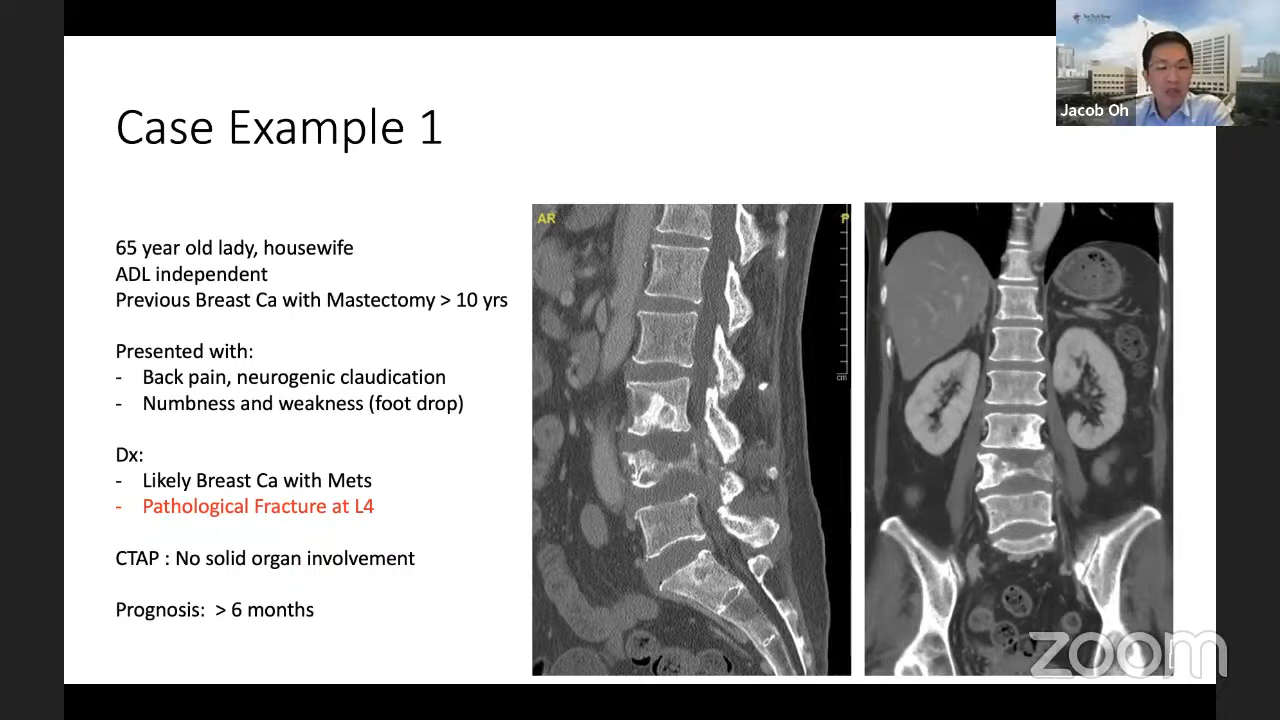 Jacob Oh
Case Example 1
65 year old lady, housewife
ADL independent
Previous Breast Ca with Mastectomy > 10 yrs
Presented with:
- Back pain, neurogenic claudication
- Numbness and weakness (foot drop)
Dx:
- Likely Breast Ca with Mets
- Pathological Fracture at L4
CTAP : No solid organ involvement
Prognosis: > 6 months
AR
P
cm
zoom